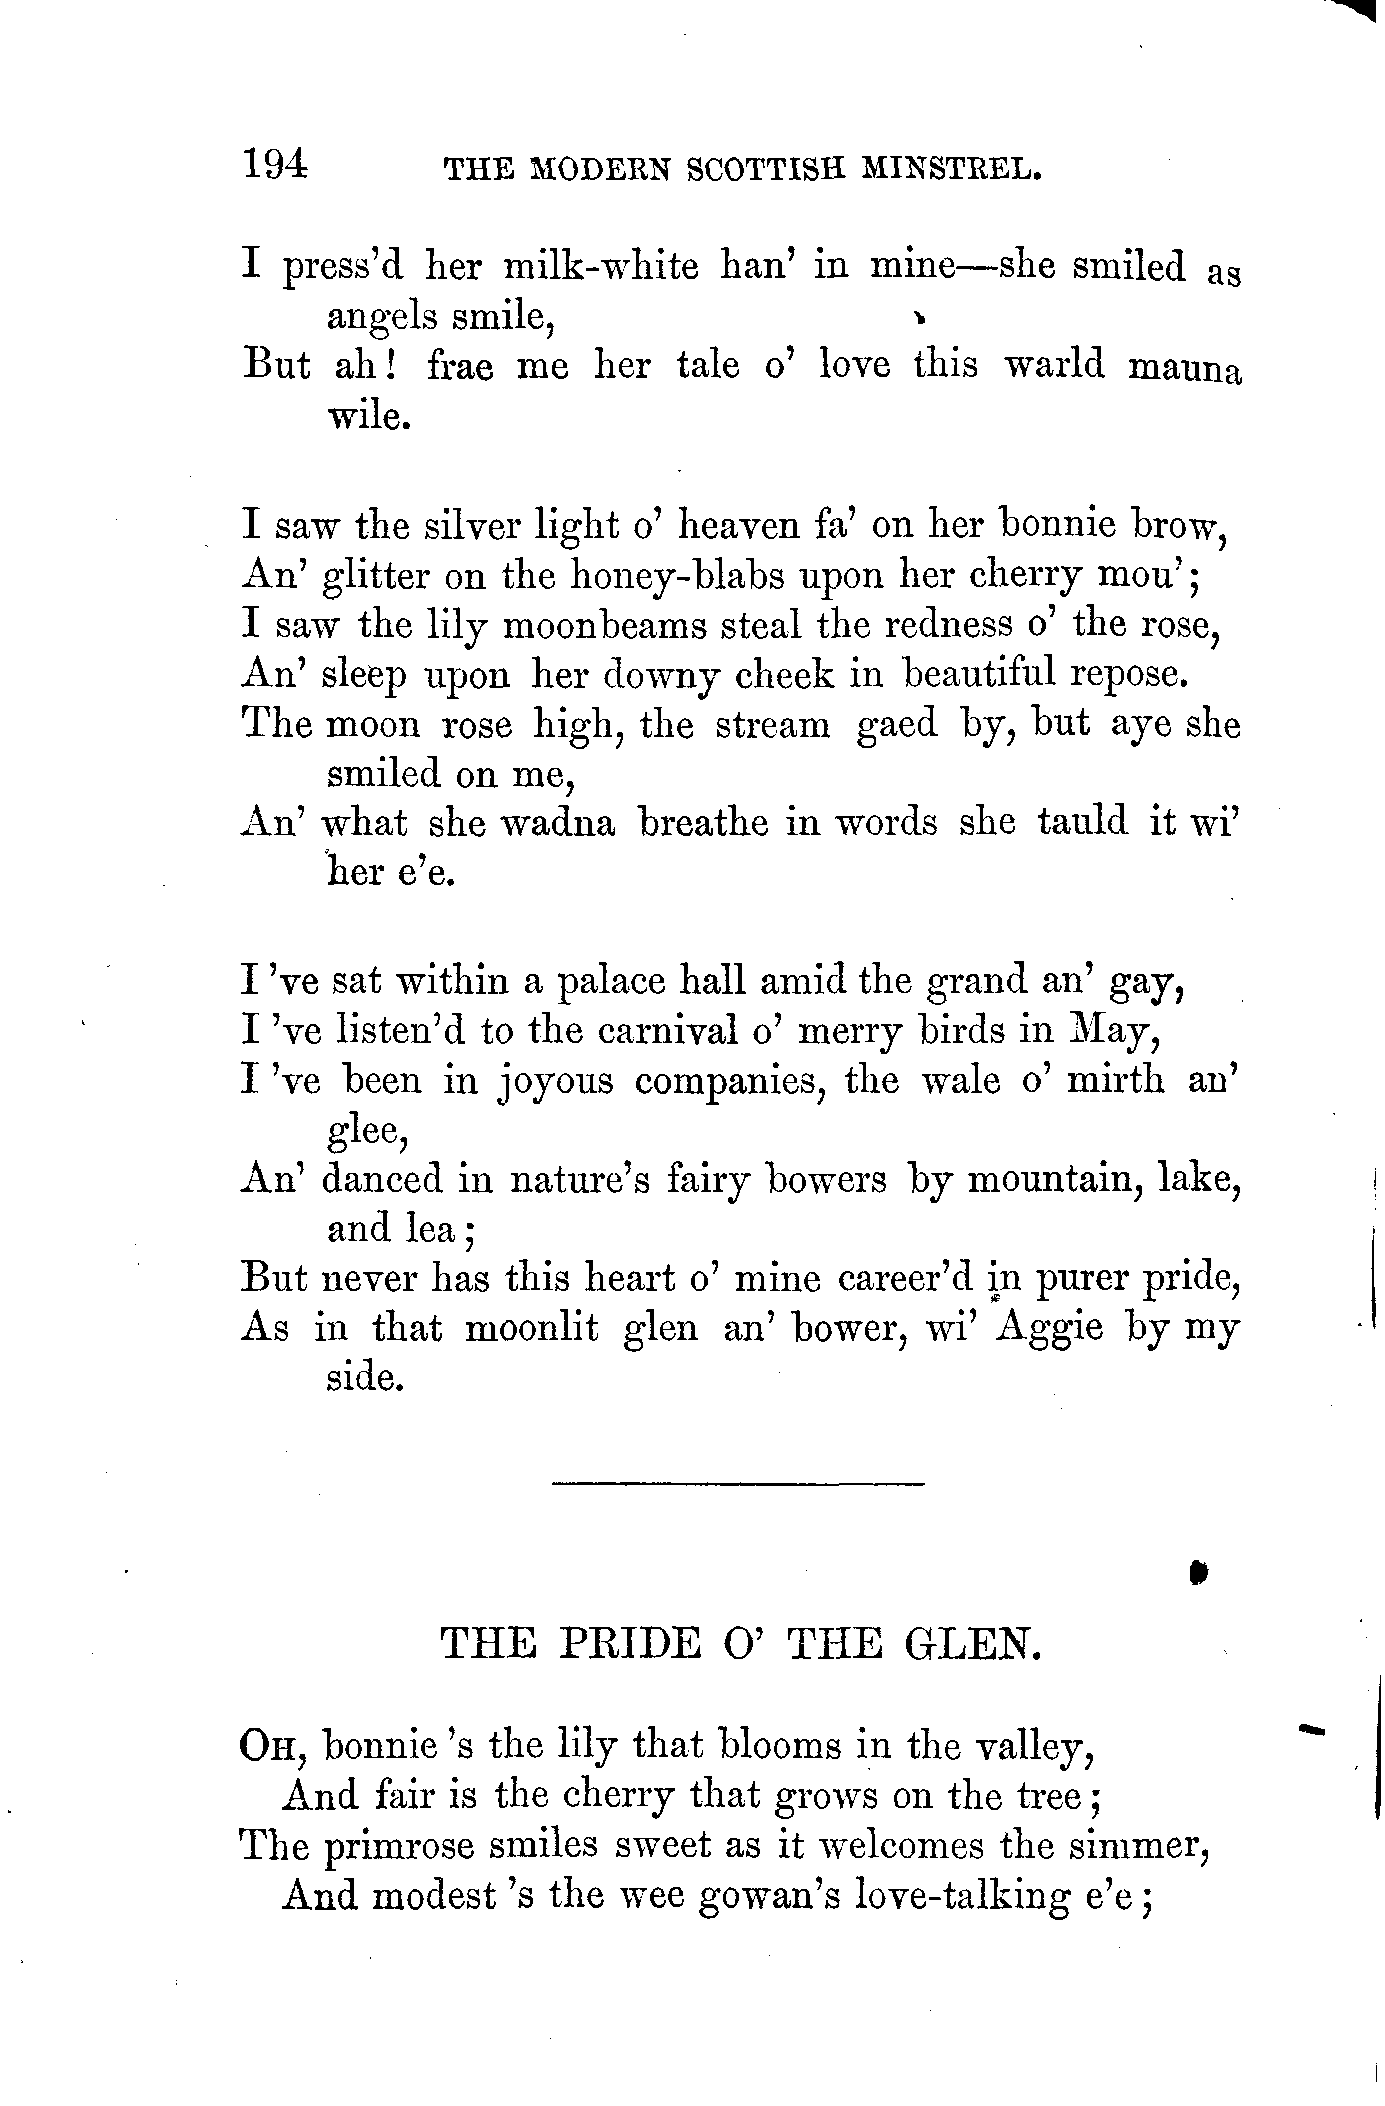 194 THE MODERN SCOTTISH MINSTREL.
I press'd her milk-white han' in mine—she smiled as
angels smile,
But ah! frae me her tale o' love this warld mauna
wile.
I saw the silver light o' heaven fa' on her bonnie brow,
An' glitter on the honey-blabs upon her cherry mou';
I saw the lily moonbeams steal the redness o' the rose,
An' sleep upon her downy cheek in beautiful repose.
The moon rose high, the stream gaed by, but aye she
smiled on me,
An' what she wadna breathe in words she tauld it wi'
her e'e.
I 've sat within a palace hall amid the grand an' gay,
I 've listen'd to the carnival o' merry birds in May,
I 've been in joyous companies, the wale o' mirth an'
glee,
An' danced in nature's fairy bowers by mountain, lake,
and lea;
But never has this heart o' mine career'd in purer pride,
As in that moonlit glen an' bower, wi' Aggie by my
side.
THE PRIDE O' THE GLEN.
OH, bonnie 's the lily that blooms in the valley,
And fair is the cherry that grows on the tree;
The primrose smiles sweet as it welcomes the simmer,
And modest 's the wee gowan's love-talking e'e;